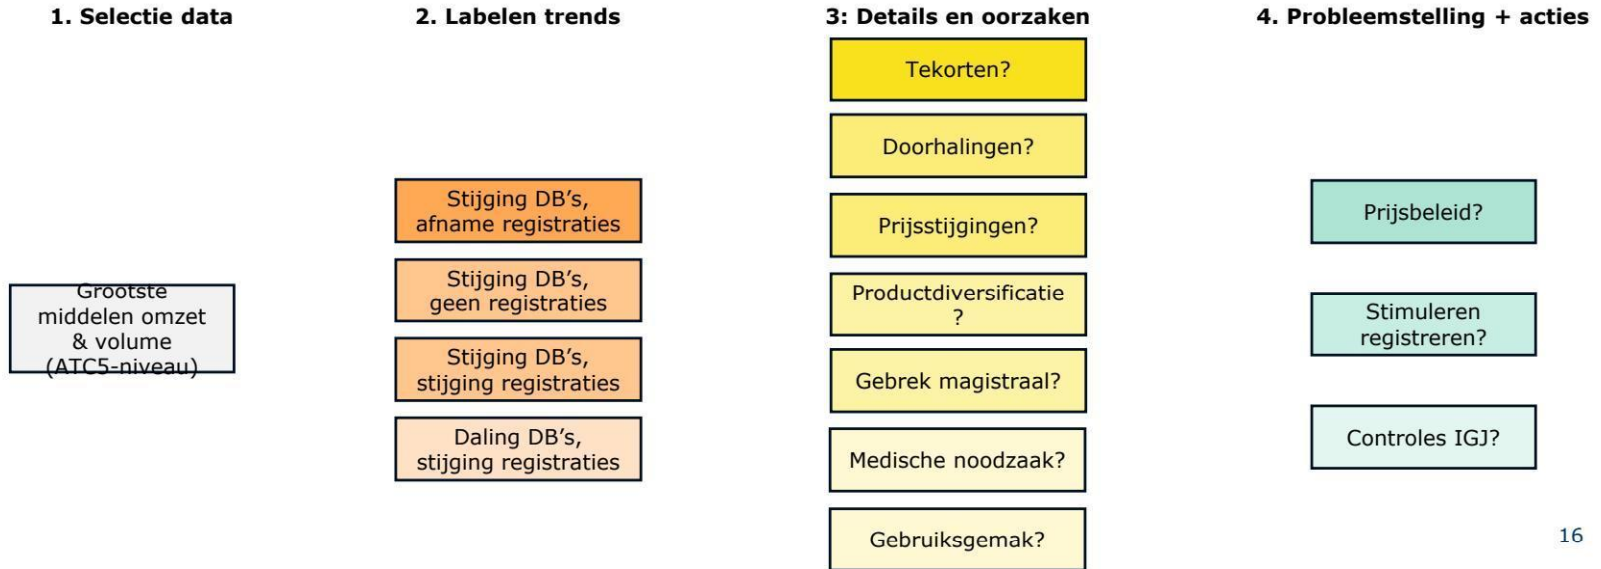 1. Selectie data
2. Labelen trends
3: Details en oorzaken
4. Probleemstelling + acties
Grootste
middelen omzet
& volume
(ATC5-niveau)
Stijging DB’s,
afname registraties
Stijging DB’s,
geen registraties
Stijging DB’s,
stijging registraties
Daling DB’s,
stijging registraties
Tekorten?
Doorhalingen?
Prijsstijgingen?
Productdiversificatie
?
Gebrek magistraal?
Medische noodzaak?
Gebruiksgemak?
Prijsbeleid?
Stimuleren
registreren?
Controles IGJ?
16